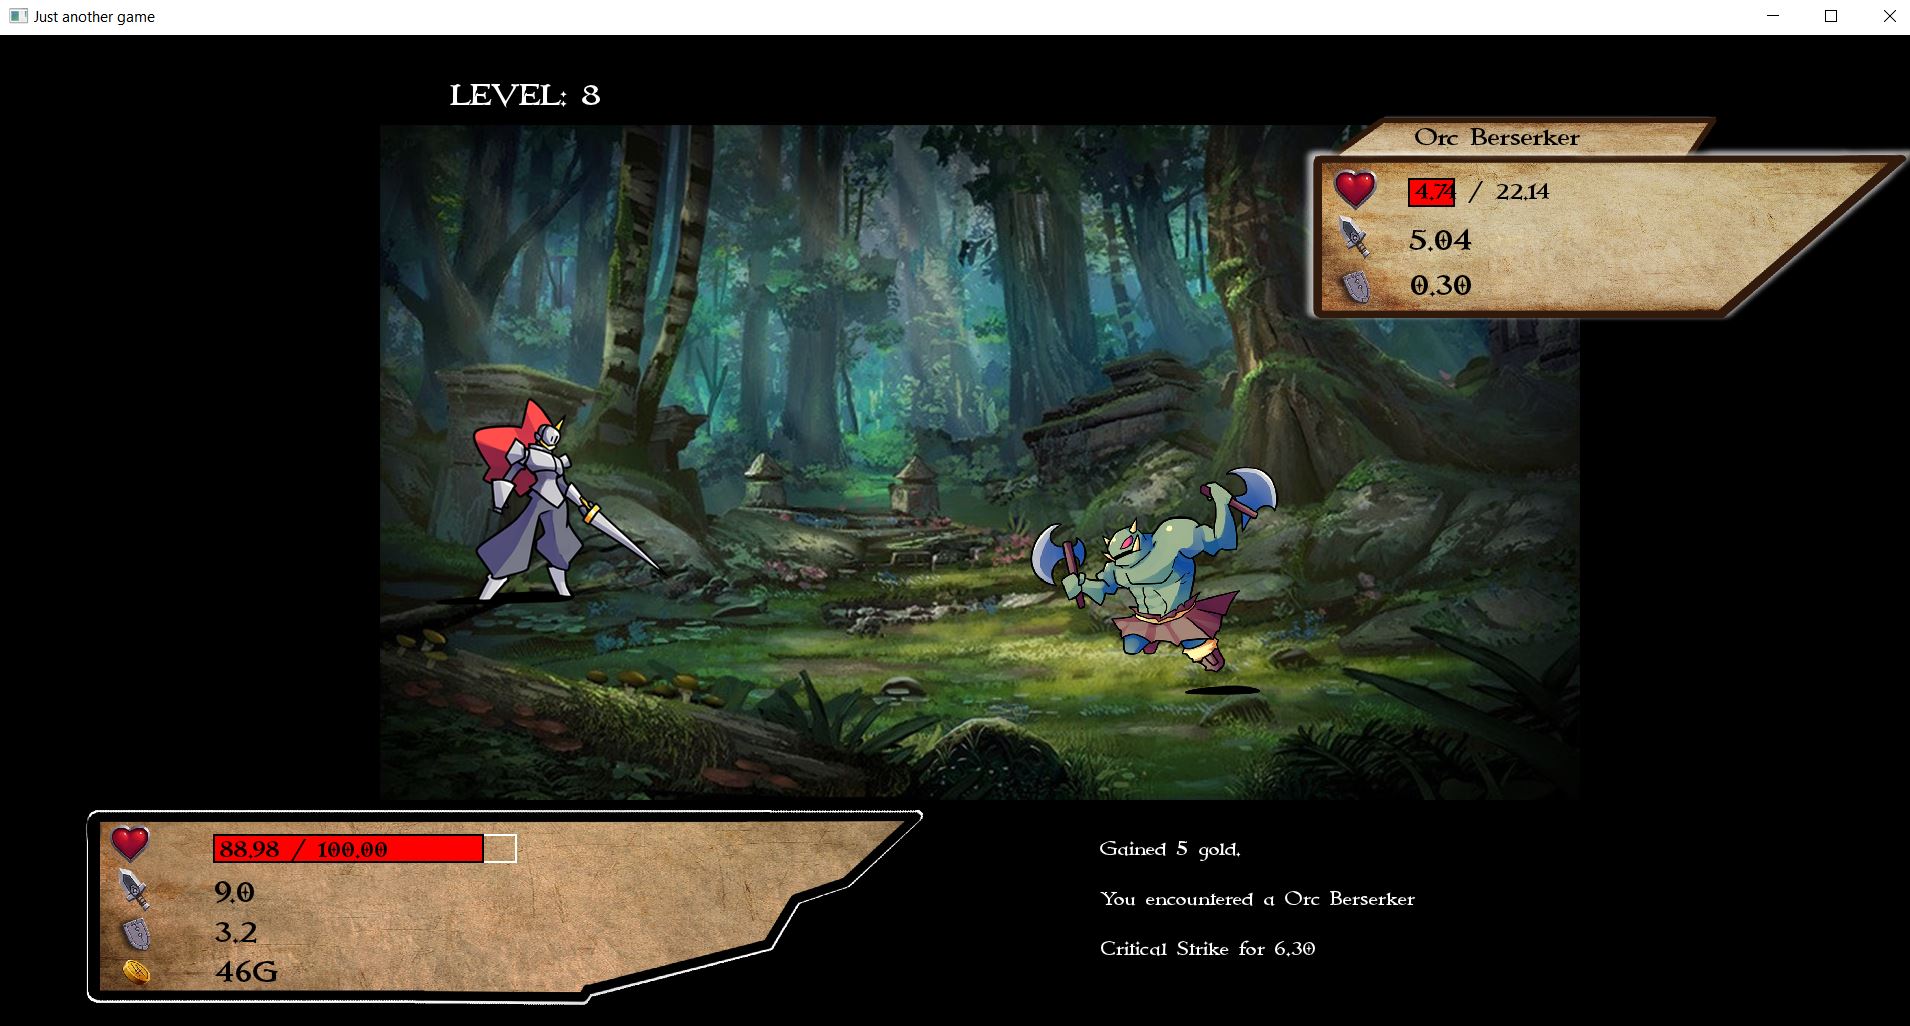 Just another game
LEVEL: 8
Orc Berserker
4.74 / 22.14
5.04
0.30
88.98 / 100.00
9.0
3.2
46G
Gained 5 gold.
You encountered a Orc Berserker
Critical Strike for 6.30